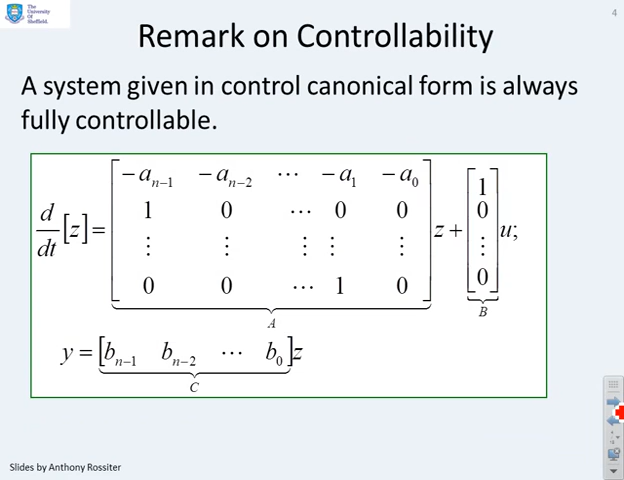 The
University
Of
Sheffield.
4
Remark on Controllability
A system given in control canonical form is always
fully controllable.
d/dt [z] = [ −a_{n−1} −a_{n−2} ⋯ −a_1 −a_0
1 0 ⋯ 0 0
⋮ ⋮ ⋮ ⋮ ⋮
0 0 ⋯ 1 0 ] z + [ 1
0
⋮
0 ] u;
A
B
y = [b_{n−1} b_{n−2} ⋯ b_0] z
C
Slides by Anthony Rossiter